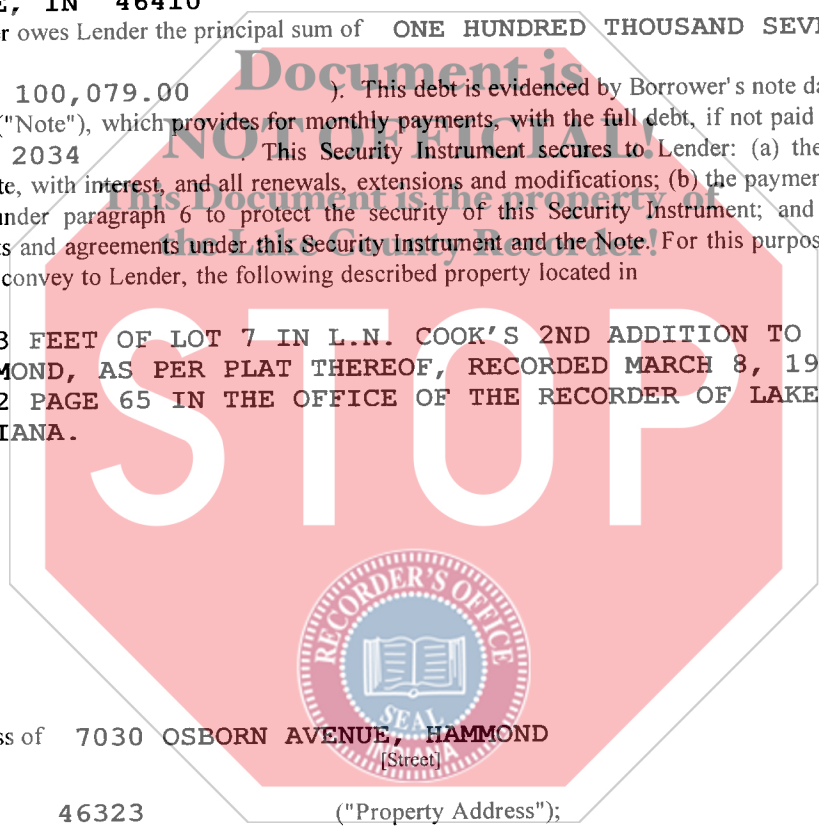 E, IN 46410
r owes Lender the principal sum of ONE HUNDRED THOUSAND SEVE
Document is
100,079.00 ). This debt is evidenced by Borrower's note da
("Note"), which provides for monthly payments, with the full debt, if not paid
NOT OFFICIAL!
2034 . This Security Instrument secures to Lender: (a) the
te, with interest, and all renewals, extensions and modifications; (b) the paymen
This Document is the property of
under paragraph 6 to protect the security of this Security Instrument; and
ts and agreements under this Security Instrument and the Note. For this purpos
the Lake County Recorder!
convey to Lender, the following described property located in
3 FEET OF LOT 7 IN L.N. COOK'S 2ND ADDITION TO
MOND, AS PER PLAT THEREOF, RECORDED MARCH 8, 19
2 PAGE 65 IN THE OFFICE OF THE RECORDER OF LAKE
IANA.
STOP
RECORDER'S OFFICE
SEAL
INDIANA
ss of 7030 OSBORN AVENUE, HAMMOND
[Street]
46323 ("Property Address");